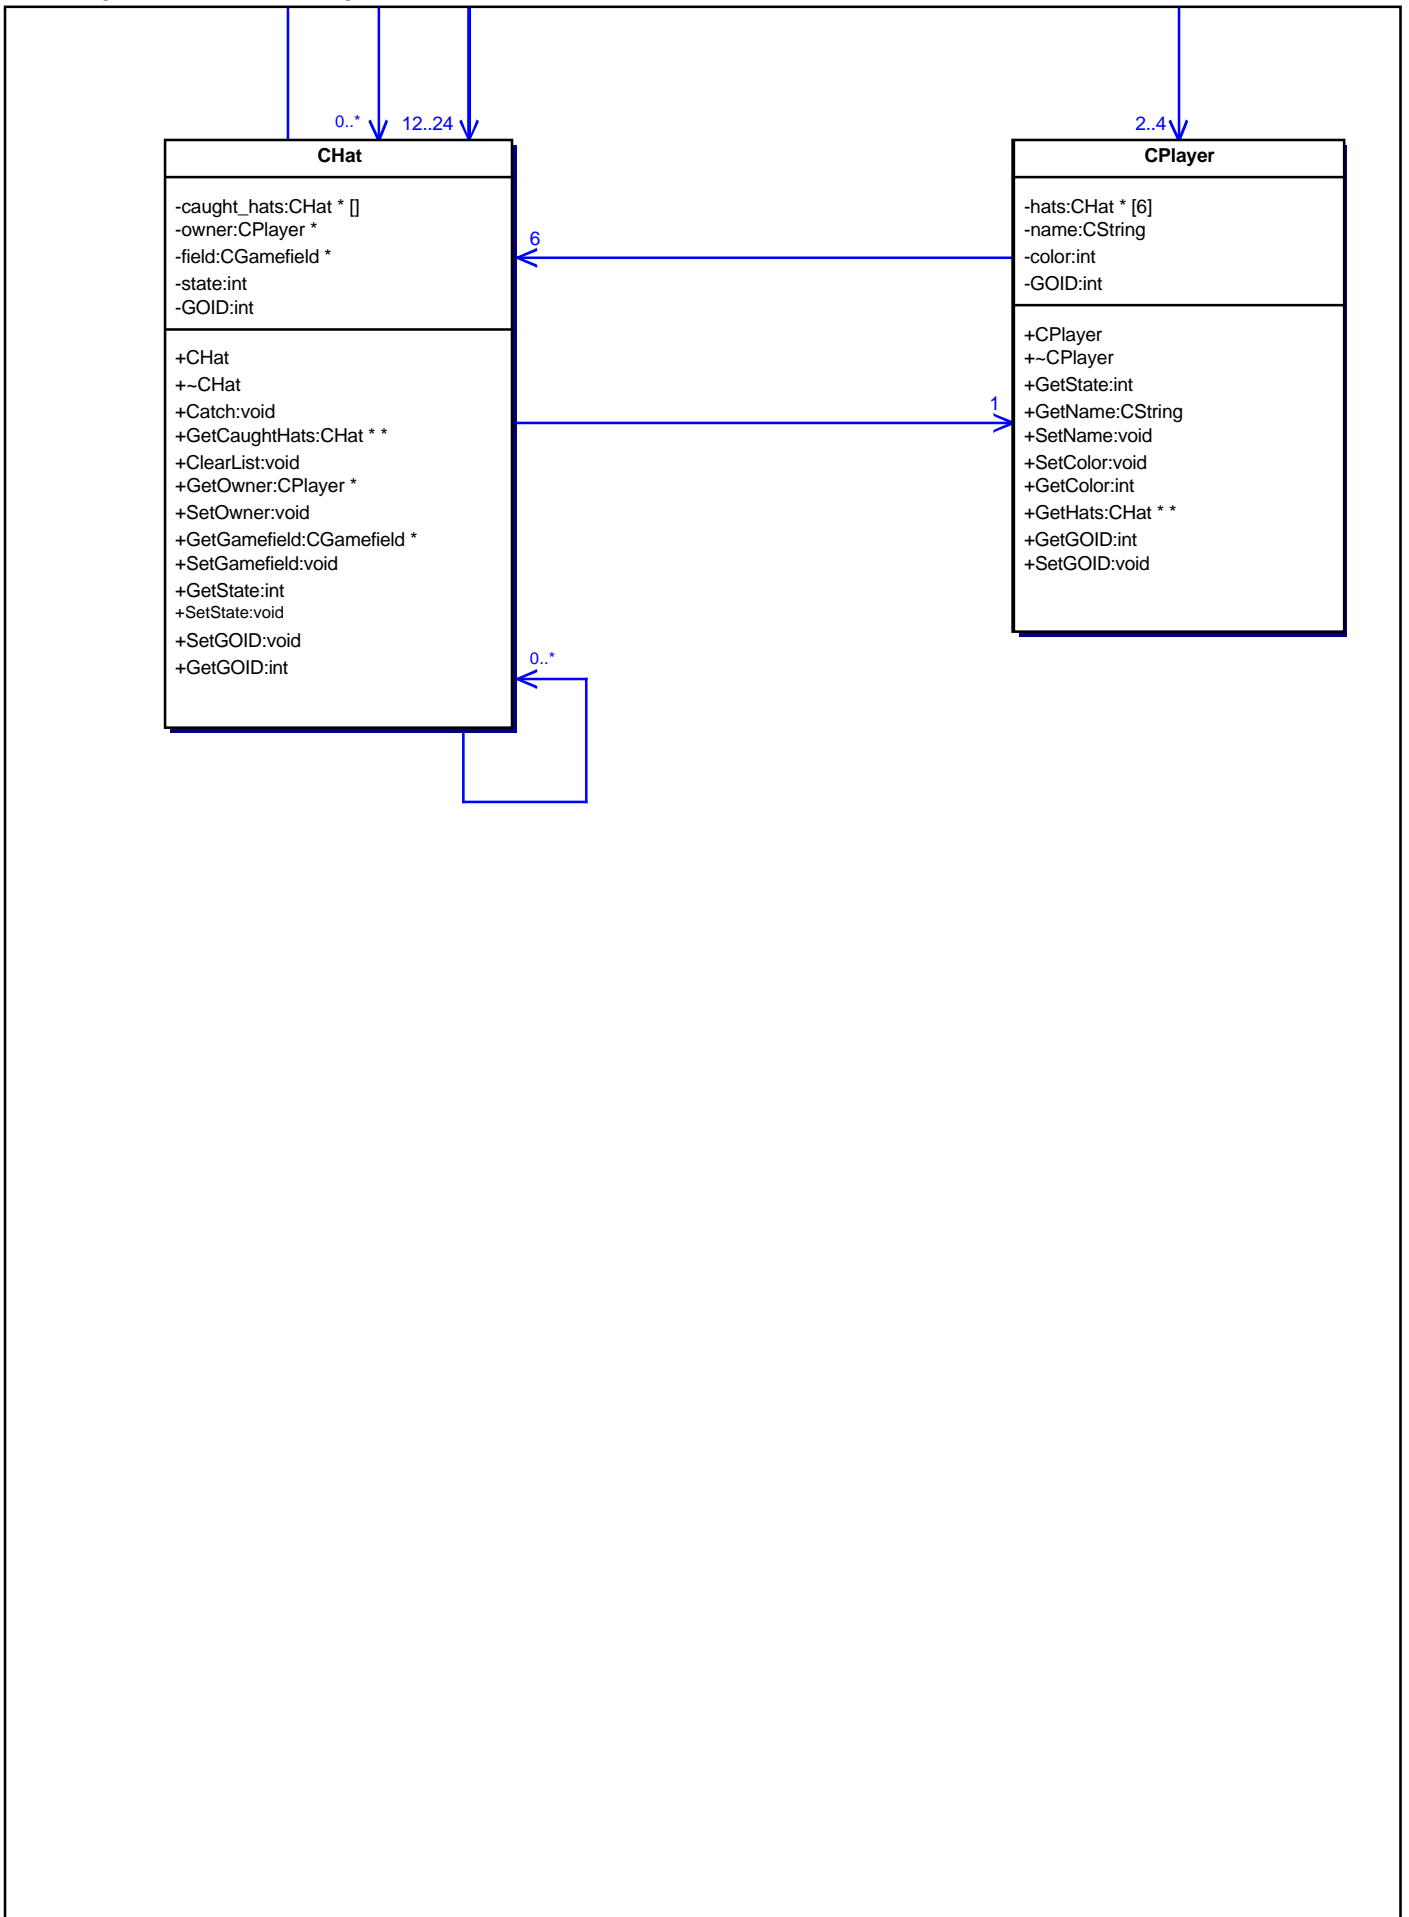 0..*
12..24
2..4
CHat
-caught_hats:CHat * []
-owner:CPlayer *
-field:CGamefield *
-state:int
-GOID:int
+CHat
+~CHat
+Catch:void
+GetCaughtHats:CHat * *
+ClearList:void
+GetOwner:CPlayer *
+SetOwner:void
+GetGamefield:CGamefield *
+SetGamefield:void
+GetState:int
+SetState:void
+SetGOID:void
+GetGOID:int
6
1
0..*
CPlayer
-hats:CHat * [6]
-name:CString
-color:int
-GOID:int
+CPlayer
+~CPlayer
+GetState:int
+GetName:CString
+SetName:void
+SetColor:void
+GetColor:int
+GetHats:CHat * *
+GetGOID:int
+SetGOID:void